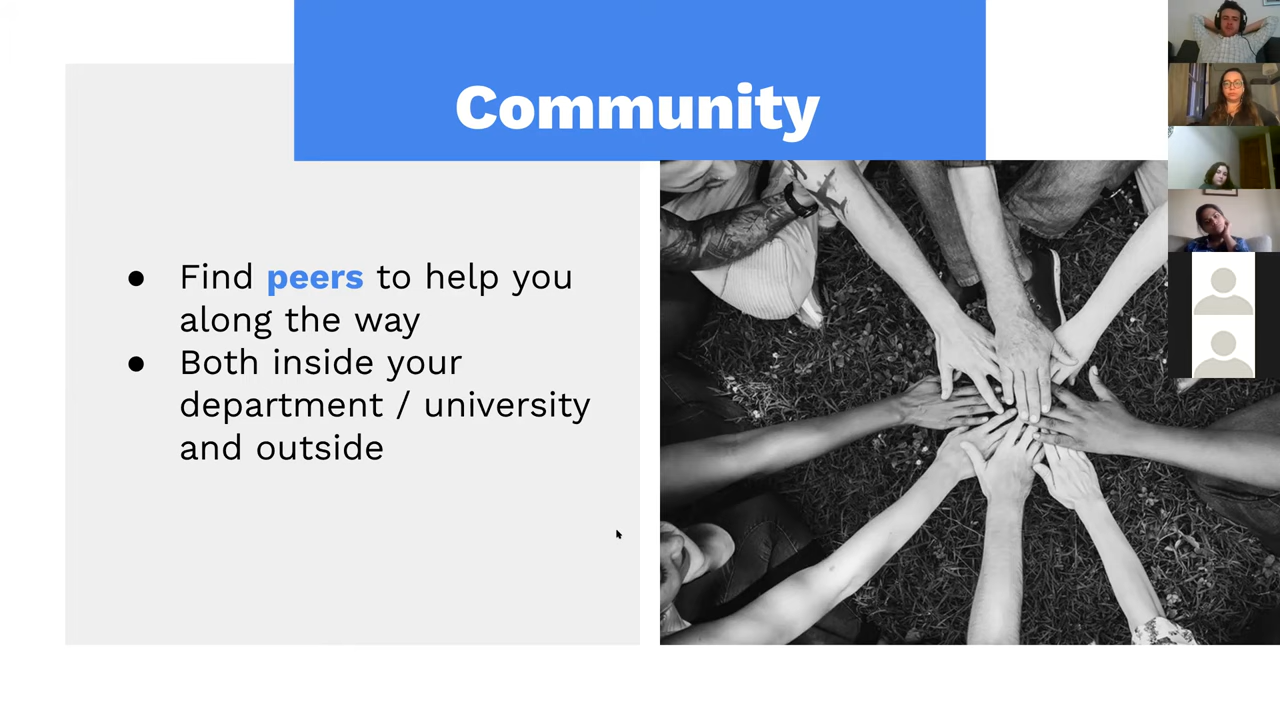 Community
● Find peers to help you
along the way
● Both inside your
department / university
and outside